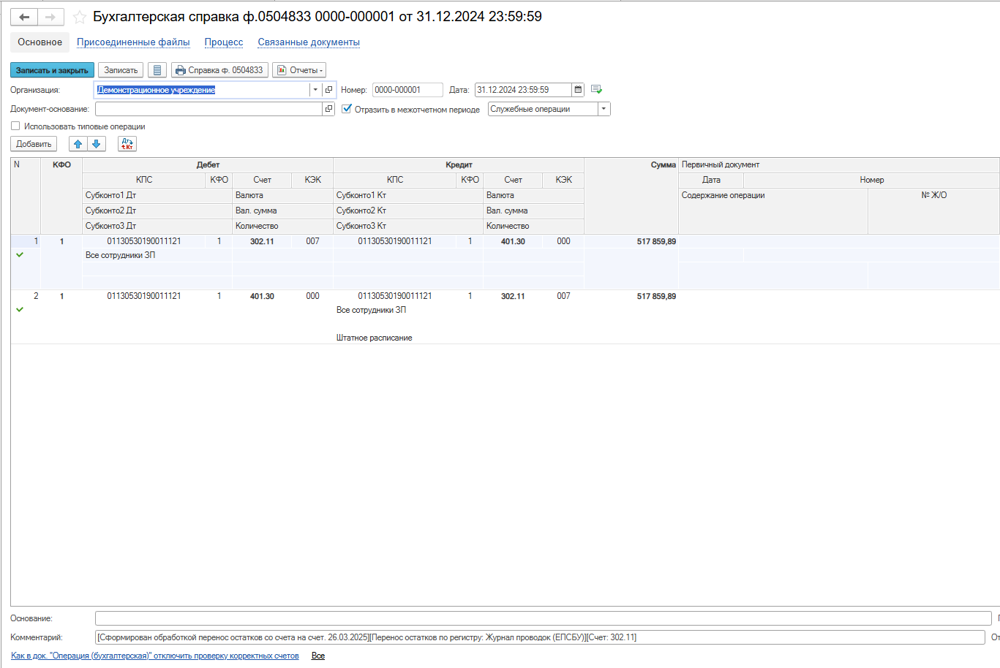 Бухгалтерская справка ф.0504833 0000-000001 от 31.12.2024 23:59:59
Основное Присоединенные файлы Процесс Связанные документы
Записать и закрыть Записать Справка ф. 0504833 Отчеты
Организация: Демонстрационное учреждение Номер: 0000-000001 Дата: 31.12.2024 23:59:59
Документ-основание: Отразить в межотчетном периоде Служебные операции
Использовать типовые операции
Добавить Дт Кт
N КФО Дебет Кредит Сумма Первичный документ
КПС КФО Счет КЭК КПС КФО Счет КЭК Дата Номер
Субконто1 Дт Валюта Субконто1 Кт Валюта Содержание операции № Ж/О
Субконто2 Дт Вал. сумма Субконто2 Кт Вал. сумма
Субконто3 Дт Количество Субконто3 Кт Количество
1 1 01130530190011121 1 302.11 007 01130530190011121 1 401.30 000 517 859,89
Все сотрудники ЗП
2 1 01130530190011121 1 401.30 000 01130530190011121 1 302.11 007 517 859,89
Все сотрудники ЗП
Штатное расписание
Основание:
Комментарий: [Сформирован обработкой перенос остатков со счета на счет. 26.03.2025][Перенос остатков по регистру: Журнал проводок (ЕПСБУ)][Счет: 302.11] От
Как в док. "Операция (бухгалтерская)" отключить проверку корректных счетов Все